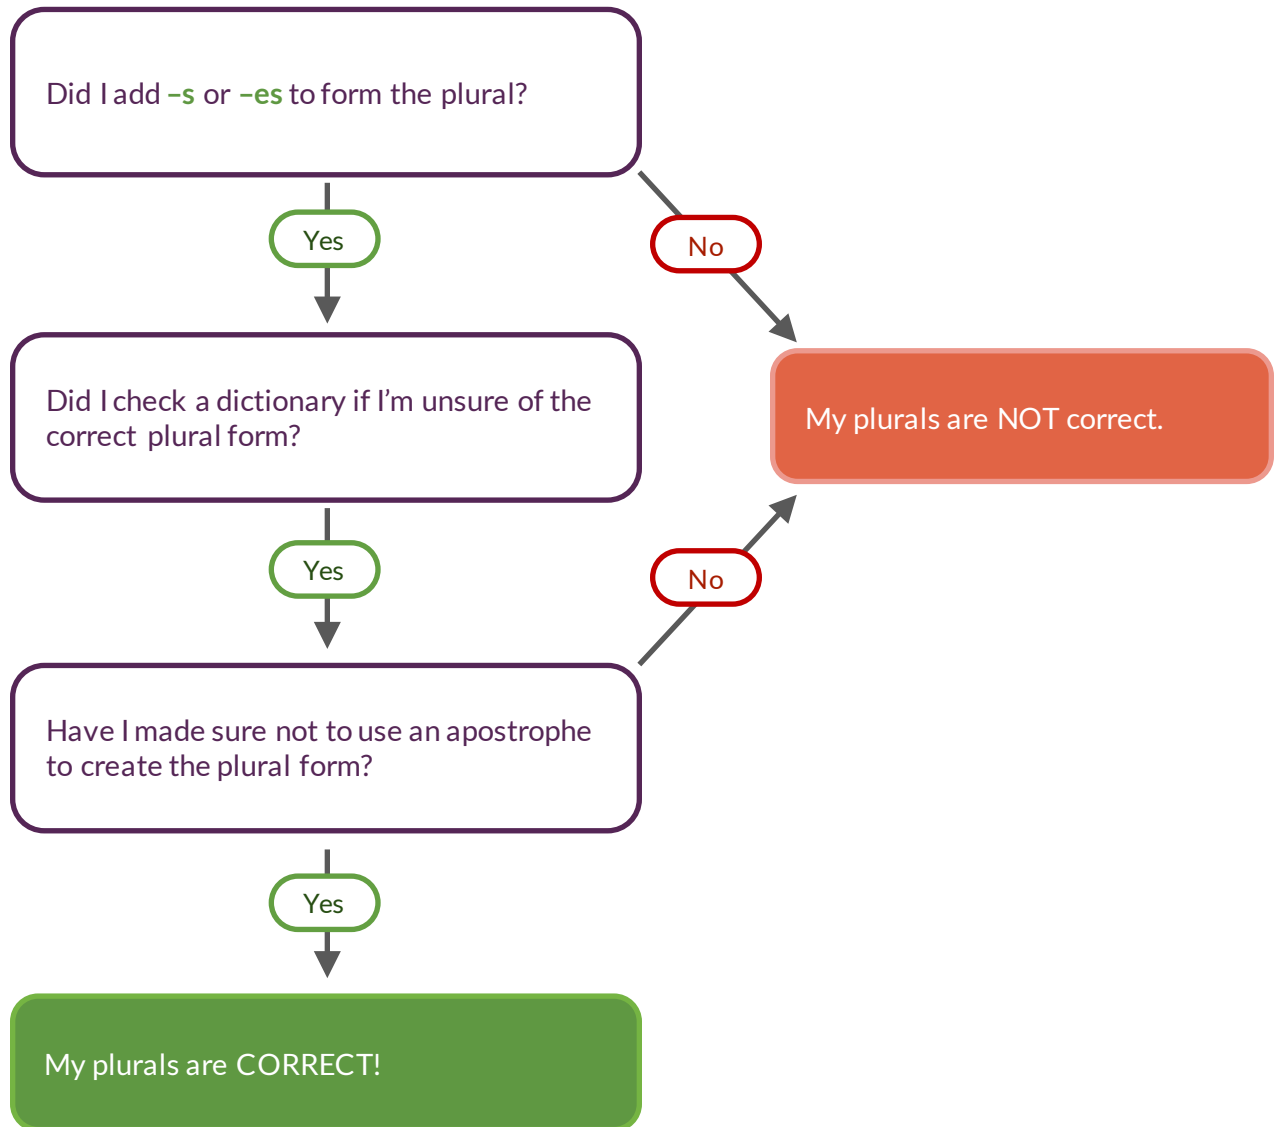 Did I add –s or –es to form the plural?
Yes
No
Did I check a dictionary if I’m unsure of the
correct plural form?
My plurals are NOT correct.
Yes
No
Have I made sure not to use an apostrophe
to create the plural form?
Yes
My plurals are CORRECT!